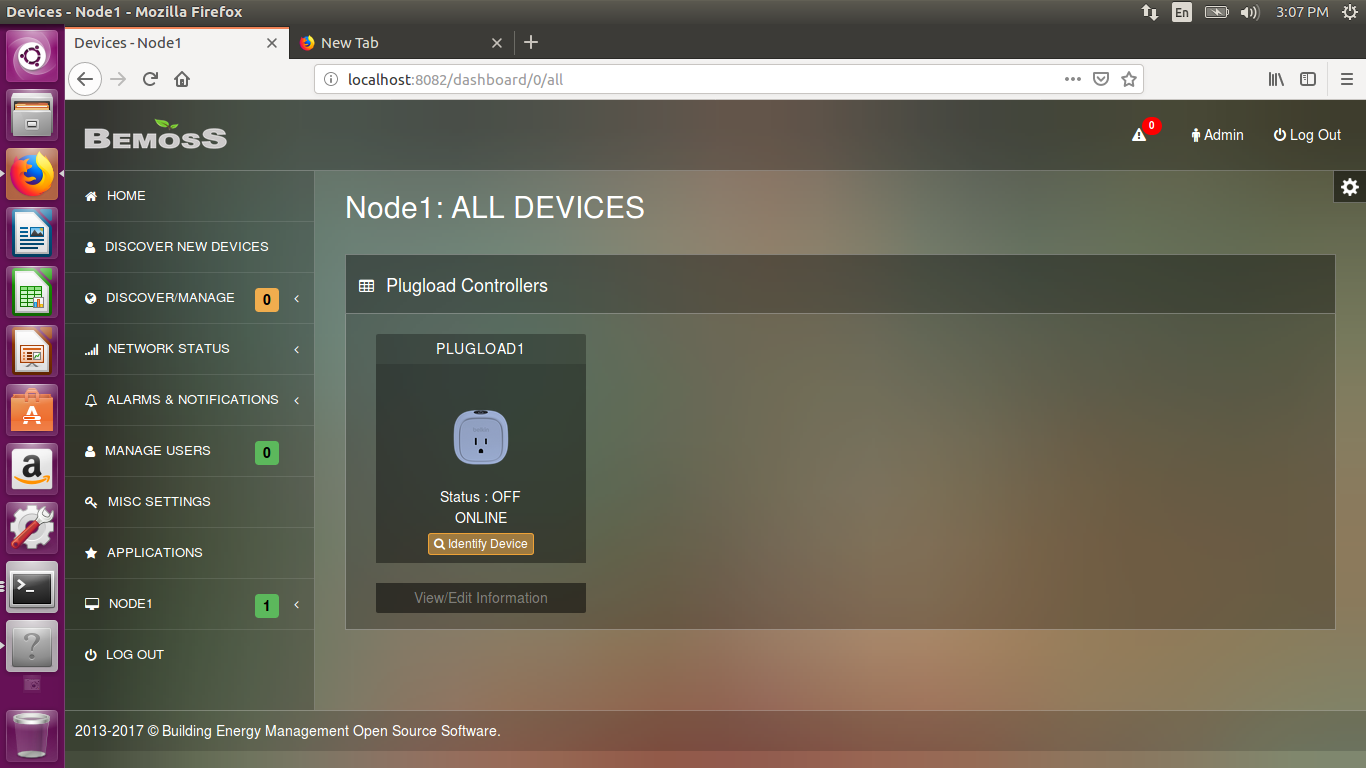 Devices - Node1 - Mozilla Firefox
En
3:07 PM
Devices - Node1
New Tab
localhost:8082/dashboard/0/all
BEMOSS
0
Admin
Log Out
HOME
DISCOVER NEW DEVICES
DISCOVER/MANAGE 0
NETWORK STATUS
ALARMS & NOTIFICATIONS
MANAGE USERS 0
MISC SETTINGS
APPLICATIONS
NODE1 1
LOG OUT
Node1: ALL DEVICES
Plugload Controllers
PLUGLOAD1
Status : OFF
ONLINE
Identify Device
View/Edit Information
2013-2017 © Building Energy Management Open Source Software.